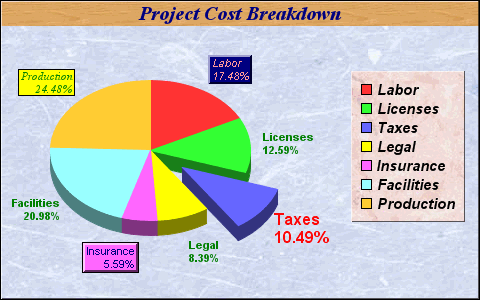 Project Cost Breakdown
Labor
17.48%
Production
24.48%
Licenses
12.59%
Facilities
20.98%
Taxes
10.49%
Legal
8.39%
Insurance
5.59%
Labor
Licenses
Taxes
Legal
Insurance
Facilities
Production